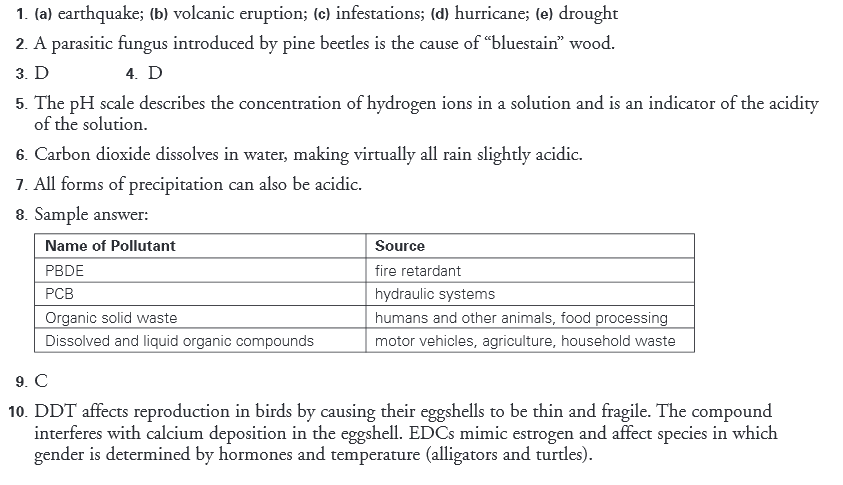 1. (a) earthquake; (b) volcanic eruption; (c) infestations; (d) hurricane; (e) drought
2. A parasitic fungus introduced by pine beetles is the cause of “bluestain” wood.
3. D 4. D
5. The pH scale describes the concentration of hydrogen ions in a solution and is an indicator of the acidity
of the solution.
6. Carbon dioxide dissolves in water, making virtually all rain slightly acidic.
7. All forms of precipitation can also be acidic.
8. Sample answer:
Name of Pollutant Source
PBDE fire retardant
PCB hydraulic systems
Organic solid waste humans and other animals, food processing
Dissolved and liquid organic compounds motor vehicles, agriculture, household waste
9. C
10. DDT affects reproduction in birds by causing their eggshells to be thin and fragile. The compound
interferes with calcium deposition in the eggshell. EDCs mimic estrogen and affect species in which
gender is determined by hormones and temperature (alligators and turtles).